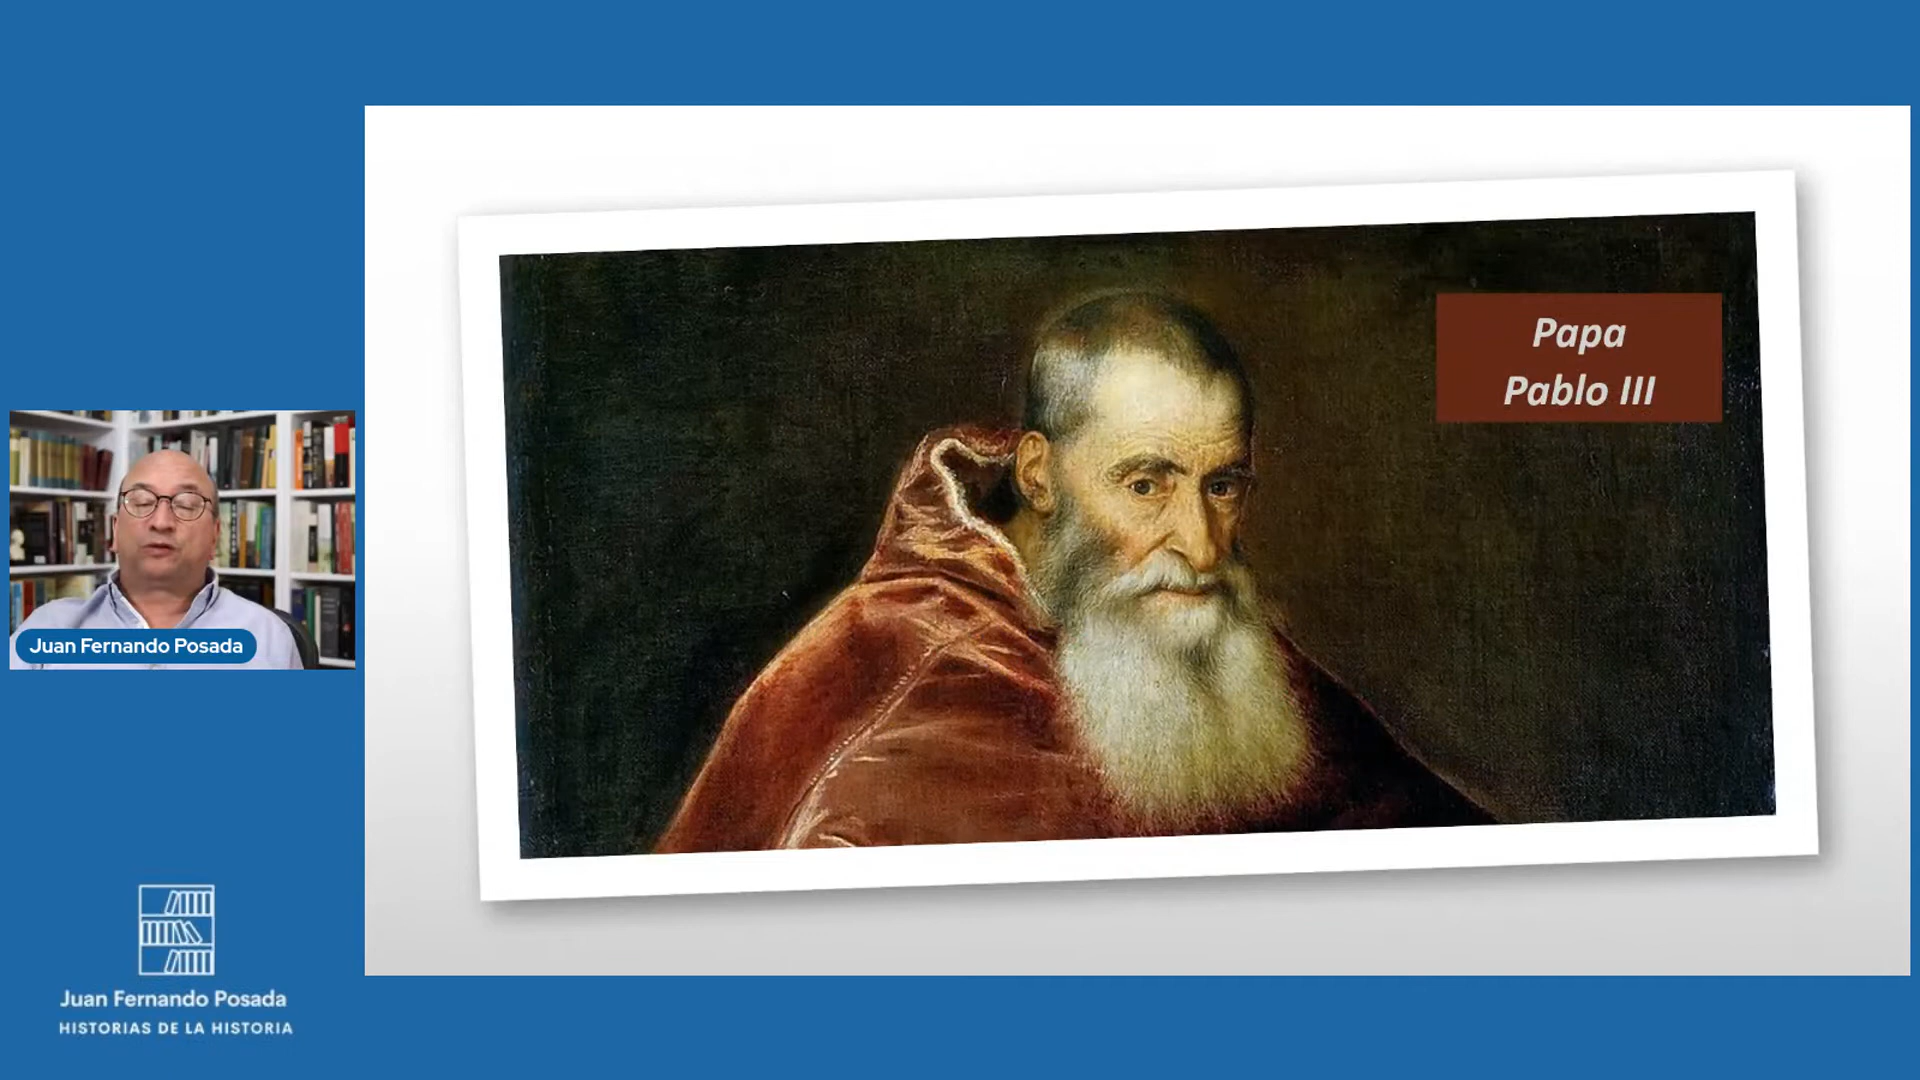 Papa
Pablo III
Juan Fernando Posada
Juan Fernando Posada
HISTORIAS DE LA HISTORIA